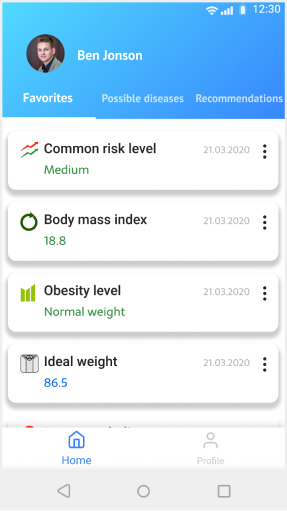 12:30
Ben Jonson
Favorites Possible diseases Recommendations
Common risk level 21.03.2020
Medium
Body mass index 21.03.2020
18.8
Obesity level 21.03.2020
Normal weight
Ideal weight 21.03.2020
86.5
Home Profile